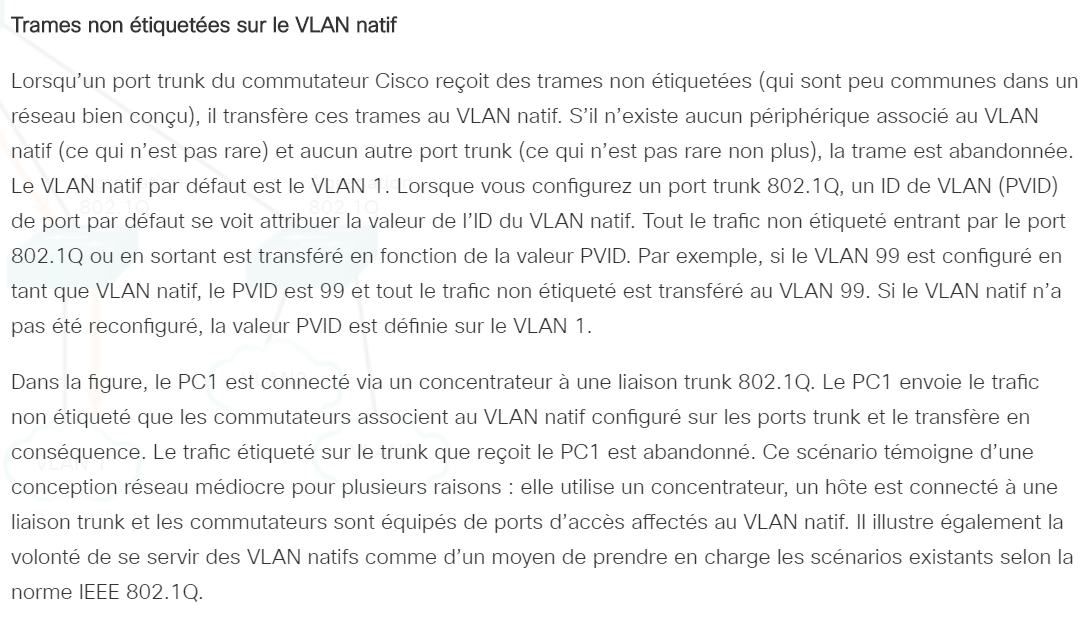 Trames non étiquetées sur le VLAN natif
Lorsqu’un port trunk du commutateur Cisco reçoit des trames non étiquetées (qui sont peu communes dans un
réseau bien conçu), il transfère ces trames au VLAN natif. S’il n’existe aucun périphérique associé au VLAN
natif (ce qui n’est pas rare) et aucun autre port trunk (ce qui n’est pas rare non plus), la trame est abandonnée.
Le VLAN natif par défaut est le VLAN 1. Lorsque vous configurez un port trunk 802.1Q, un ID de VLAN (PVID)
de port par défaut se voit attribuer la valeur de l’ID du VLAN natif. Tout le trafic non étiqueté entrant par le port
802.1Q ou en sortant est transféré en fonction de la valeur PVID. Par exemple, si le VLAN 99 est configuré en
tant que VLAN natif, le PVID est 99 et tout le trafic non étiqueté est transféré au VLAN 99. Si le VLAN natif n’a
pas été reconfiguré, la valeur PVID est définie sur le VLAN 1.
Dans la figure, le PC1 est connecté via un concentrateur à une liaison trunk 802.1Q. Le PC1 envoie le trafic
non étiqueté que les commutateurs associent au VLAN natif configuré sur les ports trunk et le transfère en
conséquence. Le trafic étiqueté sur le trunk que reçoit le PC1 est abandonné. Ce scénario témoigne d’une
conception réseau médiocre pour plusieurs raisons : elle utilise un concentrateur, un hôte est connecté à une
liaison trunk et les commutateurs sont équipés de ports d’accès affectés au VLAN natif. Il illustre également la
volonté de se servir des VLAN natifs comme d’un moyen de prendre en charge les scénarios existants selon la
norme IEEE 802.1Q.